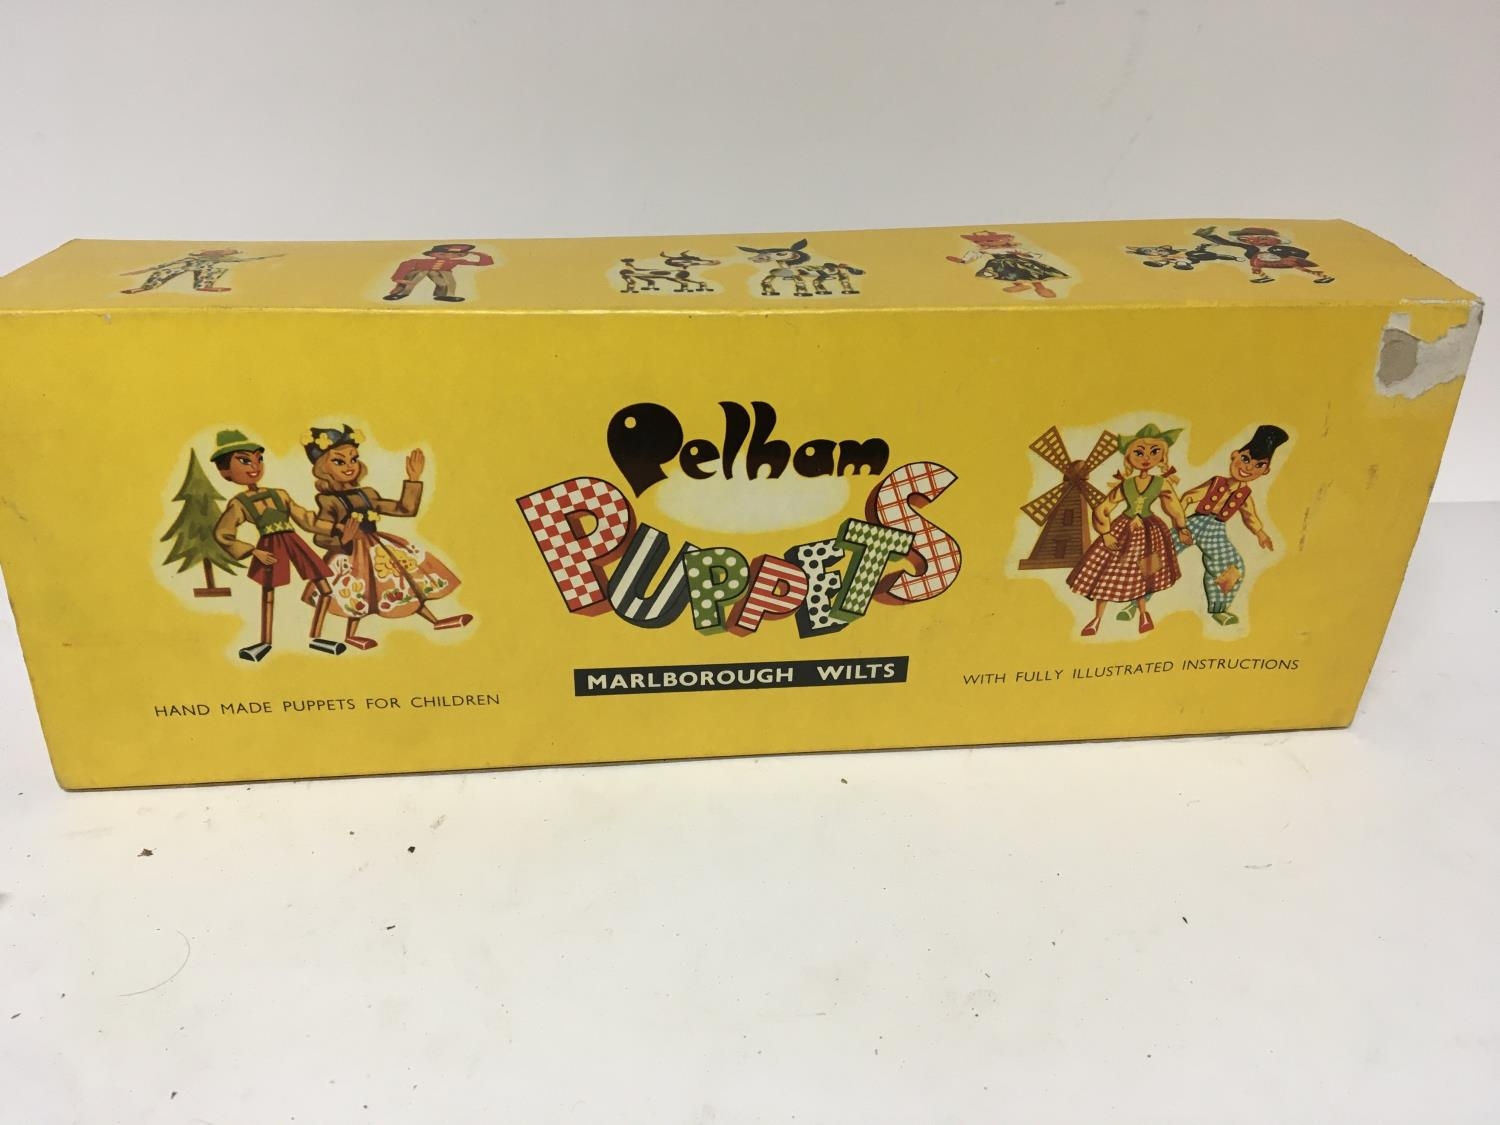 Pelham
PUPPETS
MARLBOROUGH WILTS
HAND MADE PUPPETS FOR CHILDREN
WITH FULLY ILLUSTRATED INSTRUCTIONS